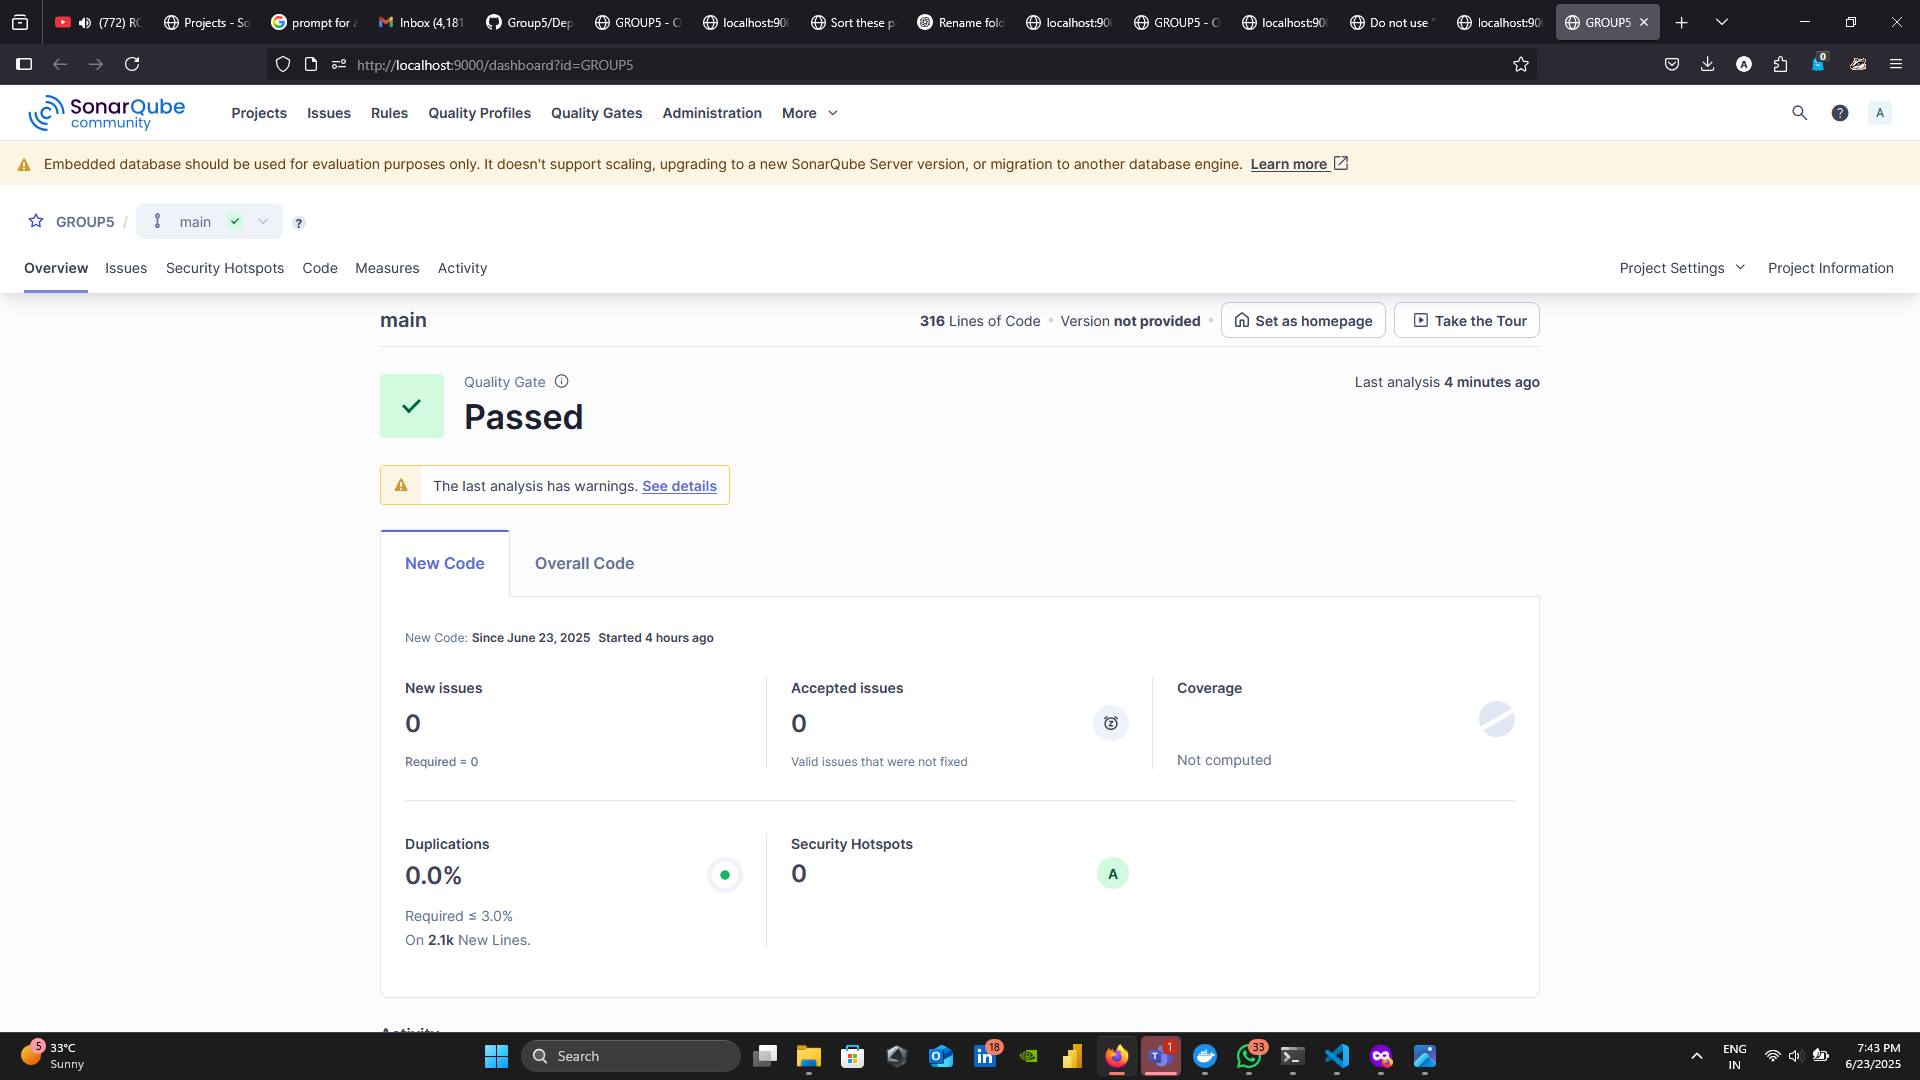 (772) RC
Projects - So
prompt for a
Inbox (4,181
Group5/Dep
GROUP5 - O
localhost:900
Sort these p
Rename fold
localhost:900
GROUP5 - O
localhost:900
Do not use "
localhost:900
GROUP5
http://localhost:9000/dashboard?id=GROUP5
A
0
SonarQube
community
Projects
Issues
Rules
Quality Profiles
Quality Gates
Administration
More
?
A
Embedded database should be used for evaluation purposes only. It doesn't support scaling, upgrading to a new SonarQube Server version, or migration to another database engine. Learn more
GROUP5 / main ?
Overview
Issues
Security Hotspots
Code
Measures
Activity
Project Settings
Project Information
main
316 Lines of Code • Version not provided •
Set as homepage
Take the Tour
Quality Gate
Passed
Last analysis 4 minutes ago
The last analysis has warnings. See details
New Code
Overall Code
New Code: Since June 23, 2025 Started 4 hours ago
New issues
0
Required = 0
Accepted issues
0
Valid issues that were not fixed
Coverage
Not computed
Duplications
0.0%
Required ≤ 3.0%
On 2.1k New Lines.
Security Hotspots
0
A
Activity
5
33°C
Sunny
Search
18
1
33
ENG
IN
7:43 PM
6/23/2025